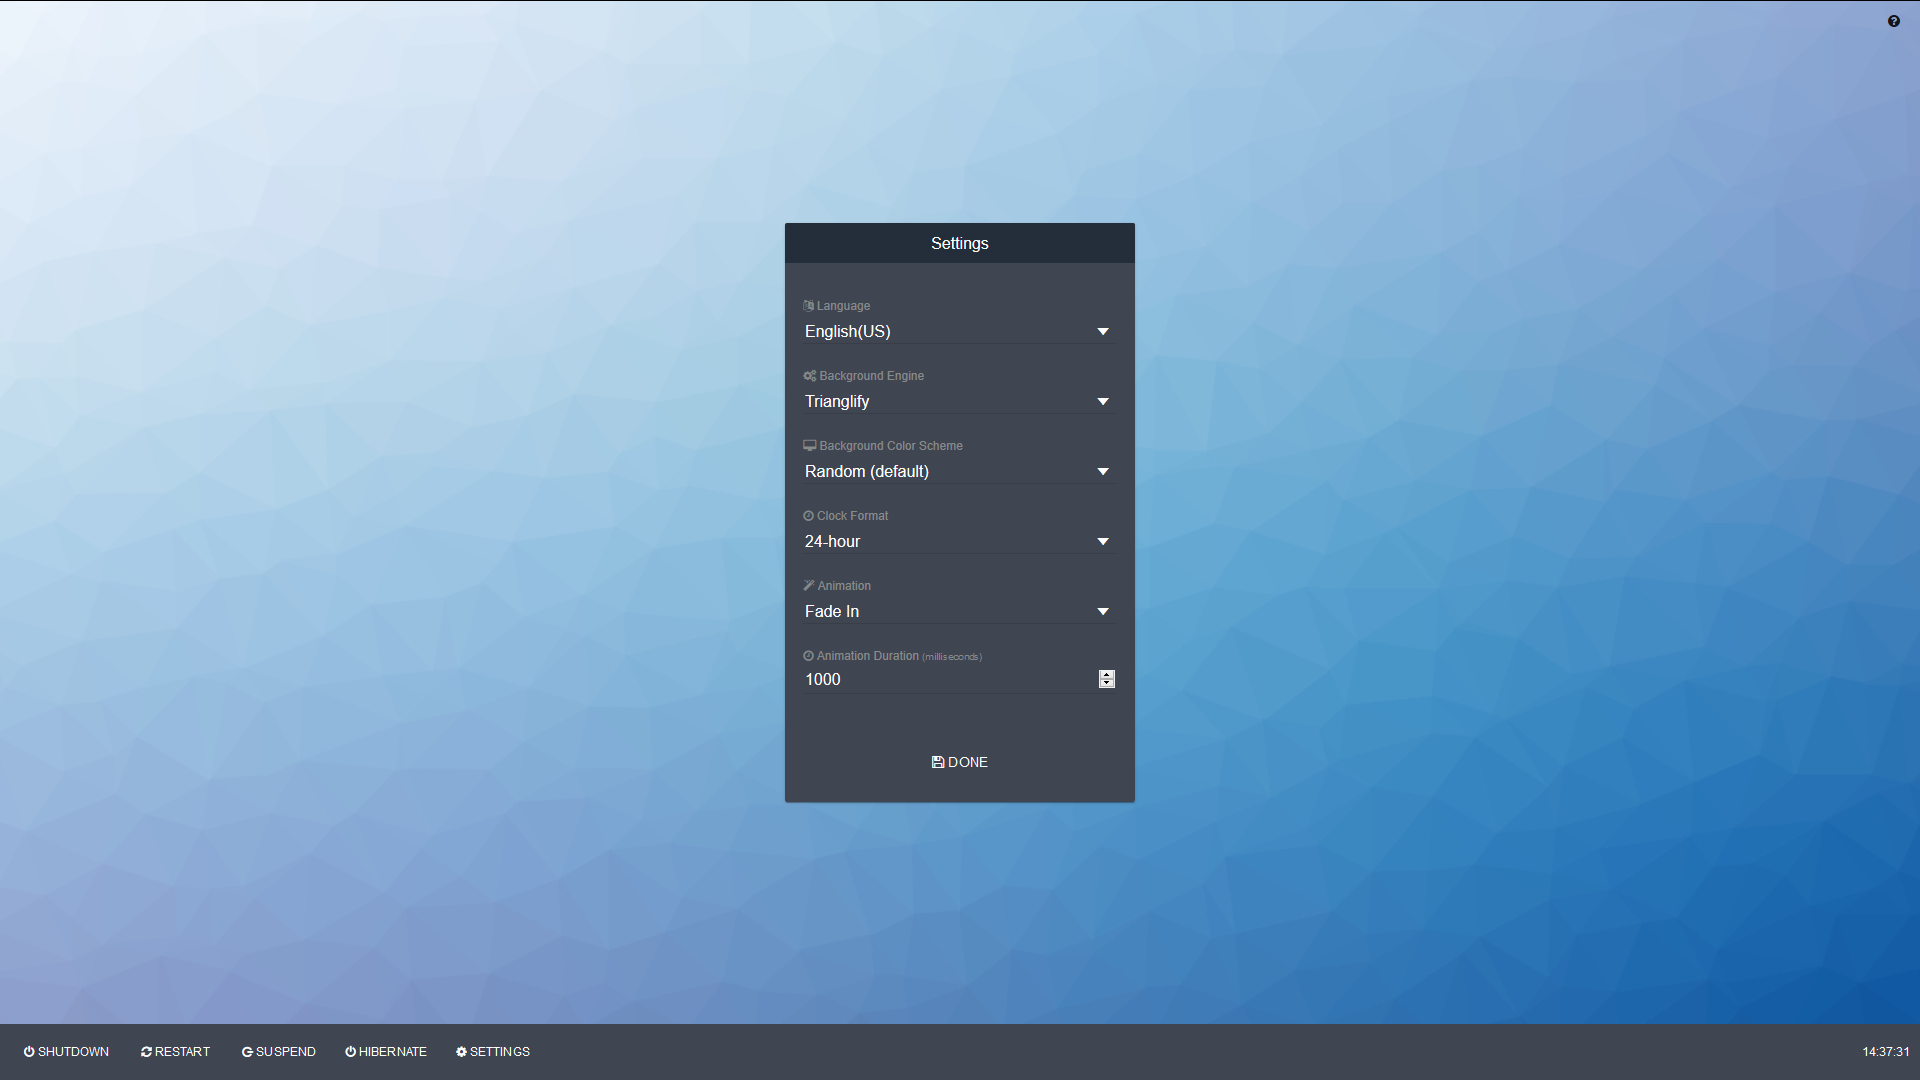 Settings
Language
English(US)
Background Engine
Trianglify
Background Color Scheme
Random (default)
Clock Format
24-hour
Animation
Fade In
Animation Duration (milliseconds)
1000
DONE
SHUTDOWN RESTART SUSPEND HIBERNATE SETTINGS 14:37:31